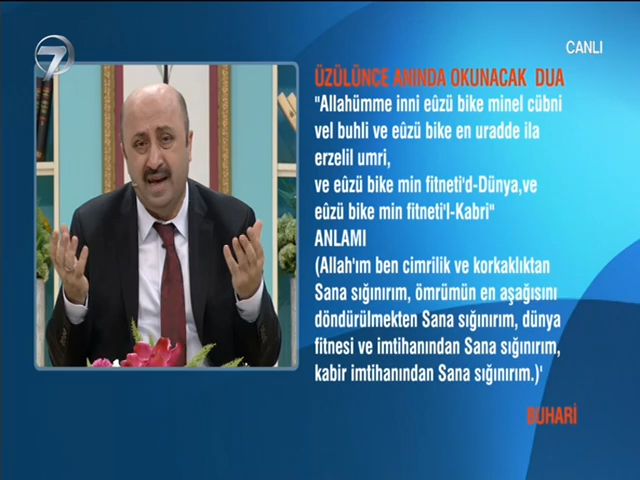 7
CANLI
ÜZÜLÜNCE ANINDA OKUNACAK DUA
"Allahümme inni eûzü bike minel cübni
vel buhli ve eûzü bike en uradde ila
erzelil umri,
ve eûzü bike min fitneti'd-Dünya,ve
eûzü bike min fitneti'l-Kabri"
ANLAMI
(Allah'ım ben cimrilik ve korkaklıktan
Sana sığınırım, ömrümün en aşağısını
döndürülmekten Sana sığınırım, dünya
fitnesi ve imtihanından Sana sığınırım,
kabir imtihanından Sana sığınırım.)'
BUHARİ